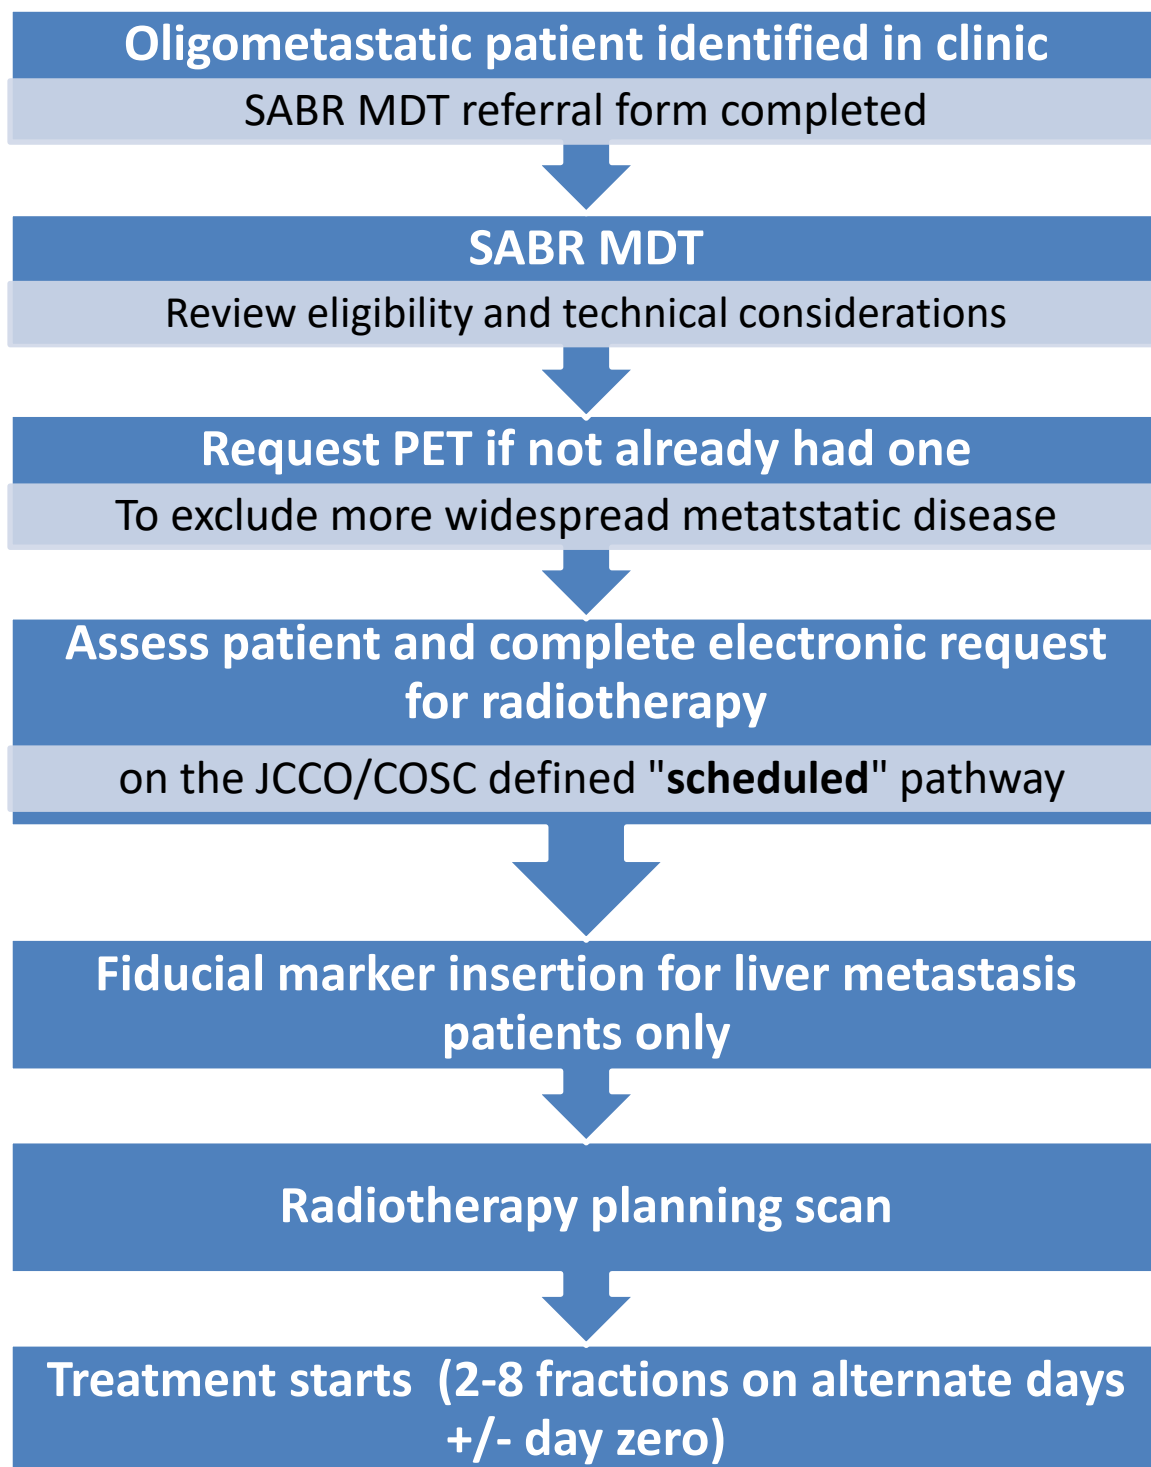 Oligometastatic patient identified in clinic
SABR MDT referral form completed
SABR MDT
Review eligibility and technical considerations
Request PET if not already had one
To exclude more widespread metatstatic disease
Assess patient and complete electronic request
for radiotherapy
on the JCCO/COSC defined "scheduled" pathway
Fiducial marker insertion for liver metastasis
patients only
Radiotherapy planning scan
Treatment starts  (2-8 fractions on alternate days
+/- day zero)